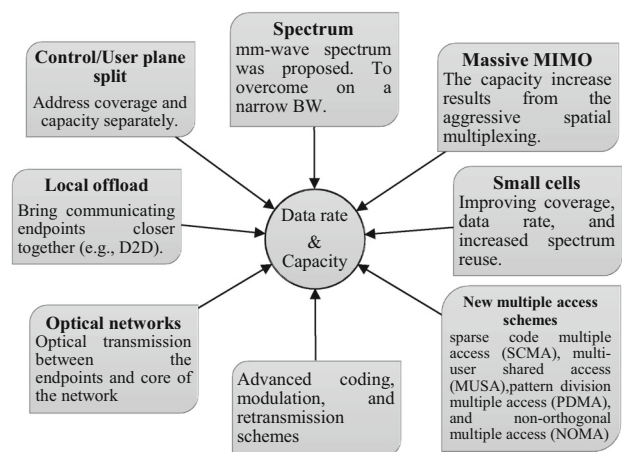 Spectrum
mm-wave spectrum
was proposed. To
overcome on a
narrow BW.
Control/User plane
split
Address coverage and
capacity separately.
Massive MIMO
The capacity increase
results from the
aggressive spatial
multiplexing.
Local offload
Bring communicating
endpoints closer
together (e.g., D2D).
Data rate
&
Capacity
Small cells
Improving coverage,
data rate, and
increased spectrum
reuse.
Optical networks
Optical transmission
between the
endpoints and core of
the network
Advanced coding,
modulation, and
retransmission
schemes
New multiple access
schemes
sparse code multiple
access (SCMA), multi-
user shared access
(MUSA),pattern division
multiple access (PDMA),
and non-orthogonal
multiple access (NOMA)